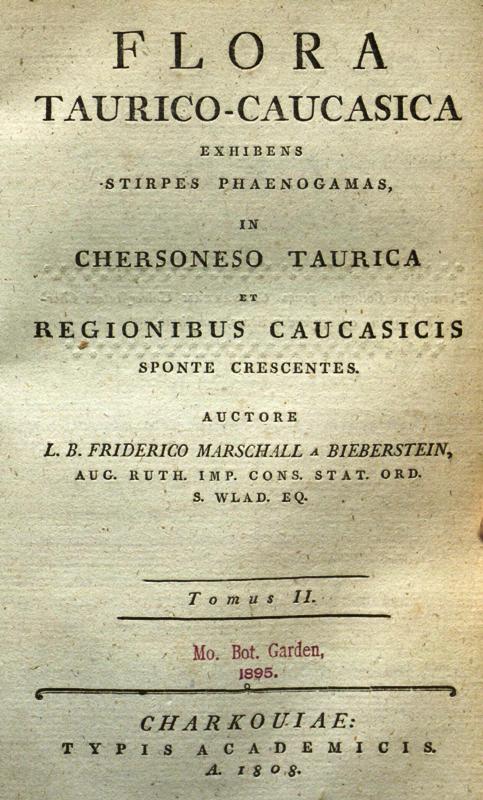 FLORA
TAURICO-CAUCASICA
EXHIBENS
STIRPES PHAENOGAMAS,
IN
CHERSONESO TAURICA
ET
REGIONIBUS CAUCASICIS
SPONTE CRESCENTES.
AUCTORE
L. B. FRIDERICO MARSCHALL A BIEBERSTEIN,
AUG. RUTH. IMP. CONS. STAT. ORD.
S. WLAD. EQ.
Tomus II.
Mo. Bot. Garden,
1895.
CHARKOUIAE:
TYPIS ACADEMICIS.
A. 1808.